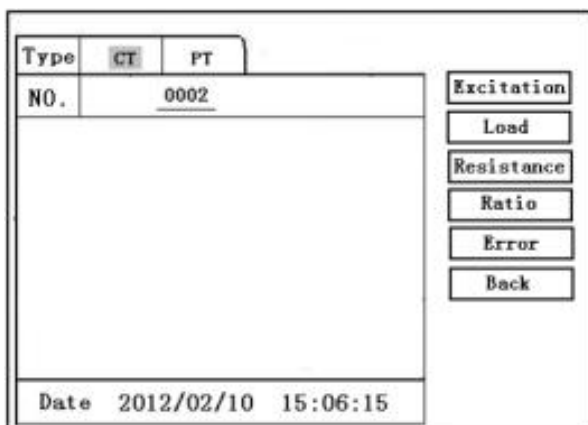 Type CT PT
NO. 0002
Excitation
Load
Resistance
Ratio
Error
Back
Date 2012/02/10 15:06:15